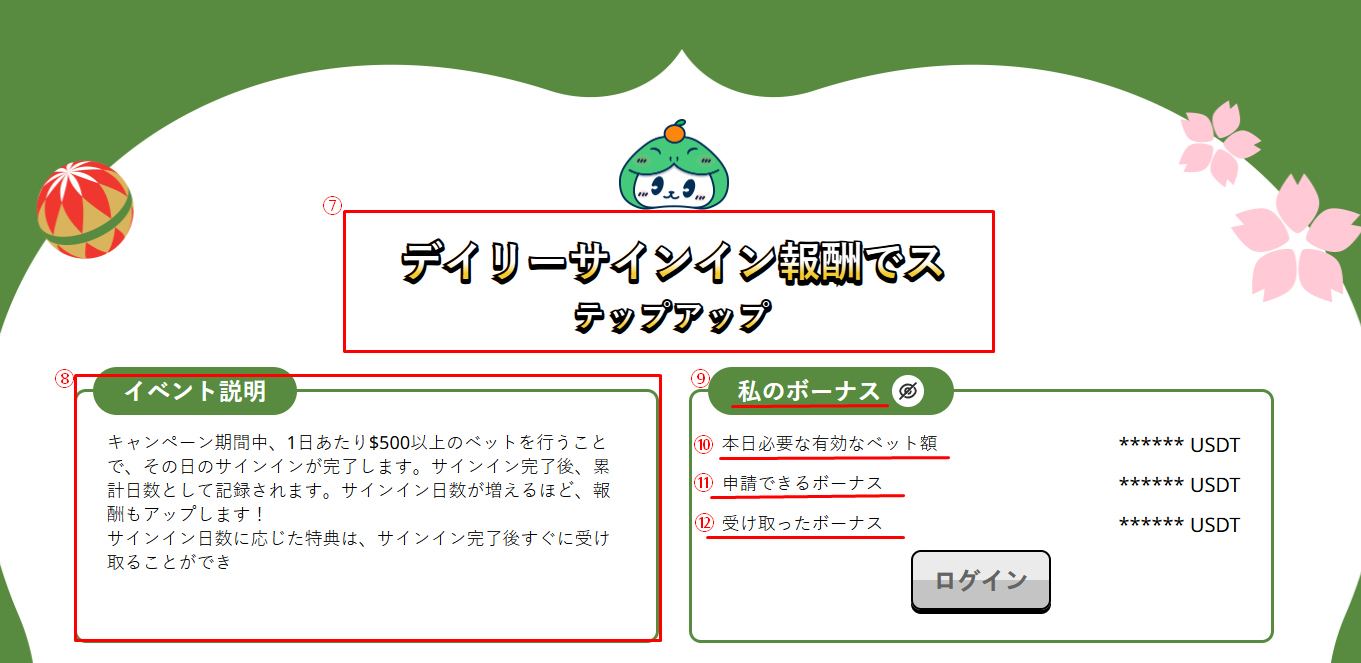 ⑦
デイリーサインイン報酬でス
テップアップ
⑧
イベント説明
キャンペーン期間中、1日あたり$500以上のベットを行うこと
で、その日のサインインが完了します。サインイン完了後、累
計日数として記録されます。サインイン日数が増えるほど、報
酬もアップします！
サインイン日数に応じた特典は、サインイン完了後すぐに受け
取ることができ
⑨
私のボーナス
⑩ 本日必要な有効なベット額 ****** USDT
⑪ 申請できるボーナス ****** USDT
⑫ 受け取ったボーナス ****** USDT
ログイン